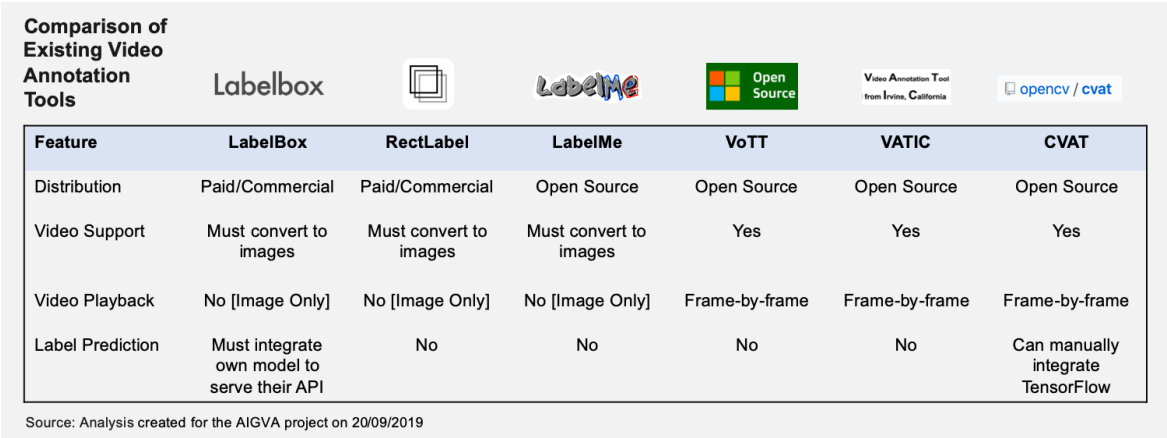 Comparison of
Existing Video
Annotation
Tools
Labelbox
LabelMe
Open
Source
Video Annotation Tool
from Irvine, California
opencv / cvat
Feature LabelBox RectLabel LabelMe VoTT VATIC CVAT
Distribution Paid/Commercial Paid/Commercial Open Source Open Source Open Source Open Source
Video Support Must convert to Must convert to Must convert to Yes Yes Yes
images images images
Video Playback No [Image Only] No [Image Only] No [Image Only] Frame-by-frame Frame-by-frame Frame-by-frame
Label Prediction Must integrate No No No No Can manually
own model to integrate
serve their API TensorFlow
Source: Analysis created for the AIGVA project on 20/09/2019